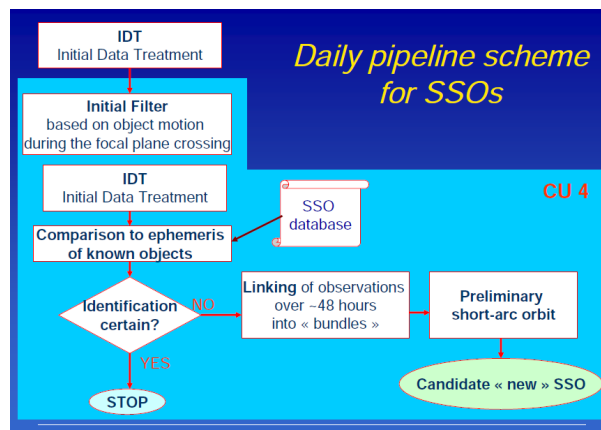 IDT
Initial Data Treatment
Daily pipeline scheme
for SSOs
Initial Filter
based on object motion
during the focal plane crossing
IDT
Initial Data Treatment
CU 4
SSO
database
Comparison to ephemeris
of known objects
Identification
certain?
NO
Linking of observations
over ~48 hours
into « bundles »
Preliminary
short-arc orbit
YES
STOP
Candidate « new » SSO